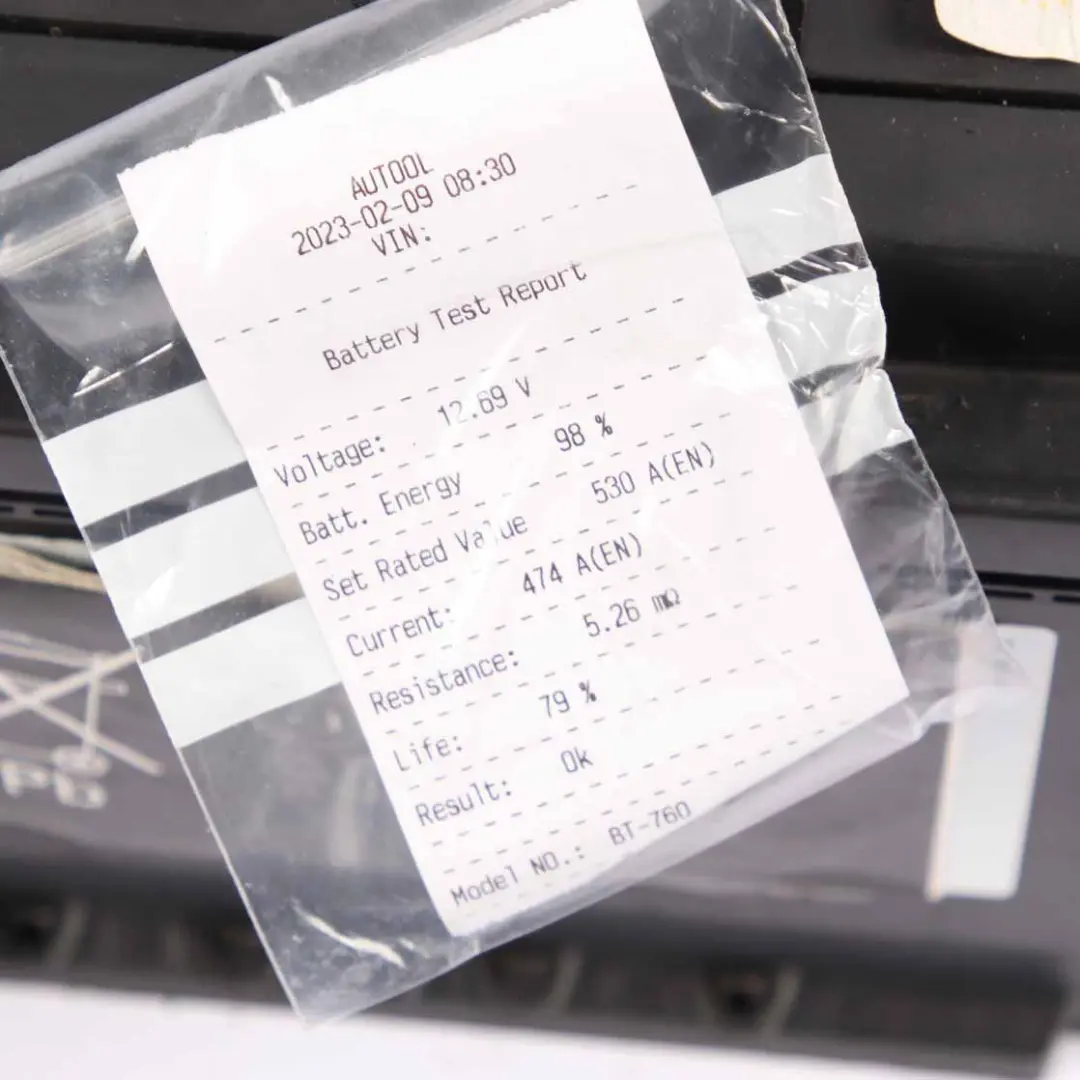 AUTOOL
2023-02-09 08:30
VIN:
Battery Test Report
Voltage: 12.69 V
Batt. Energy 98 %
Set Rated Value 530 A(EN)
Current: 474 A(EN)
Resistance: 5.26 mΩ
Life: 79 %
Result: Ok
Model NO.: BT-760
Pb